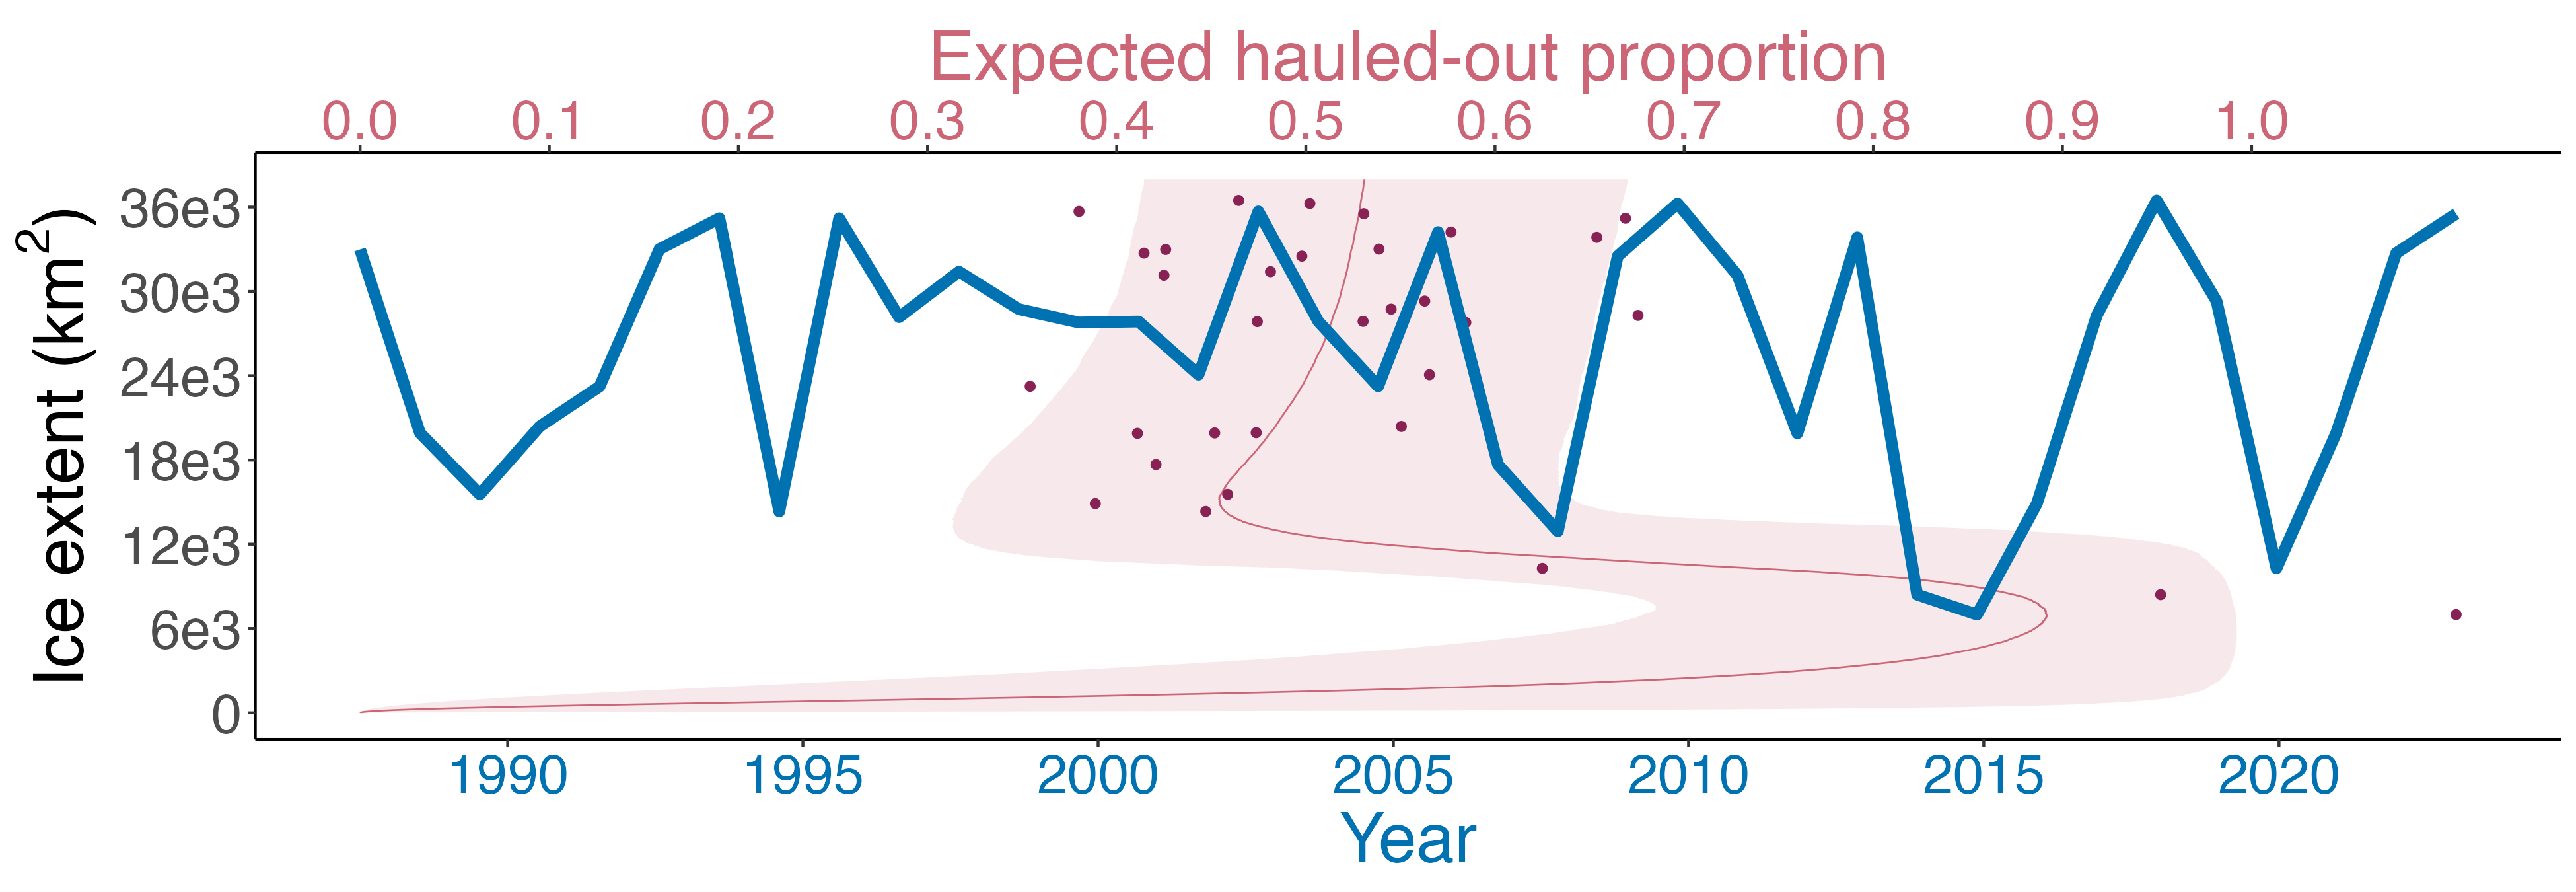 Expected hauled-out proportion
0.0 0.1 0.2 0.3 0.4 0.5 0.6 0.7 0.8 0.9 1.0
Ice extent (km²)
36e3
30e3
24e3
18e3
12e3
6e3
0
1990 1995 2000 2005 2010 2015 2020
Year